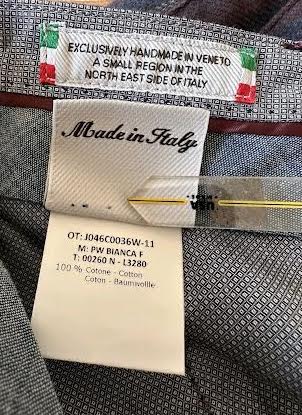 EXCLUSIVELY HANDMADE IN VENETO
A SMALL REGION IN THE
NORTH EAST SIDE OF ITALY
Made in Italy
OT: J046C0036W-11
M: PW BIANCA F
T: 00260 N - L3280
100 % Cotone - Cotton
Coton - Baumwollle